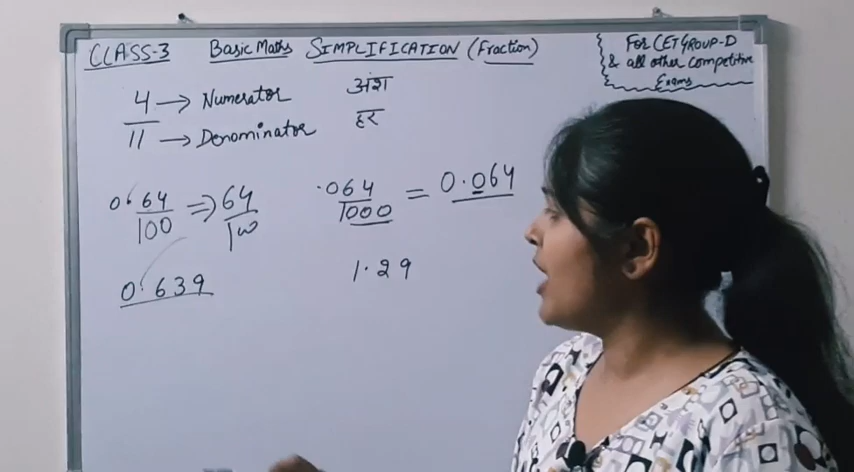 CLASS-3 Basic Maths SIMPLIFICATION (Fraction)
For CET GROUP-D
& all other competitive
Exams
4 → Numerator अंश
11 → Denominator हर
0.64/100 => 64/100
.064/1000 = 0.064
0.639
1.29